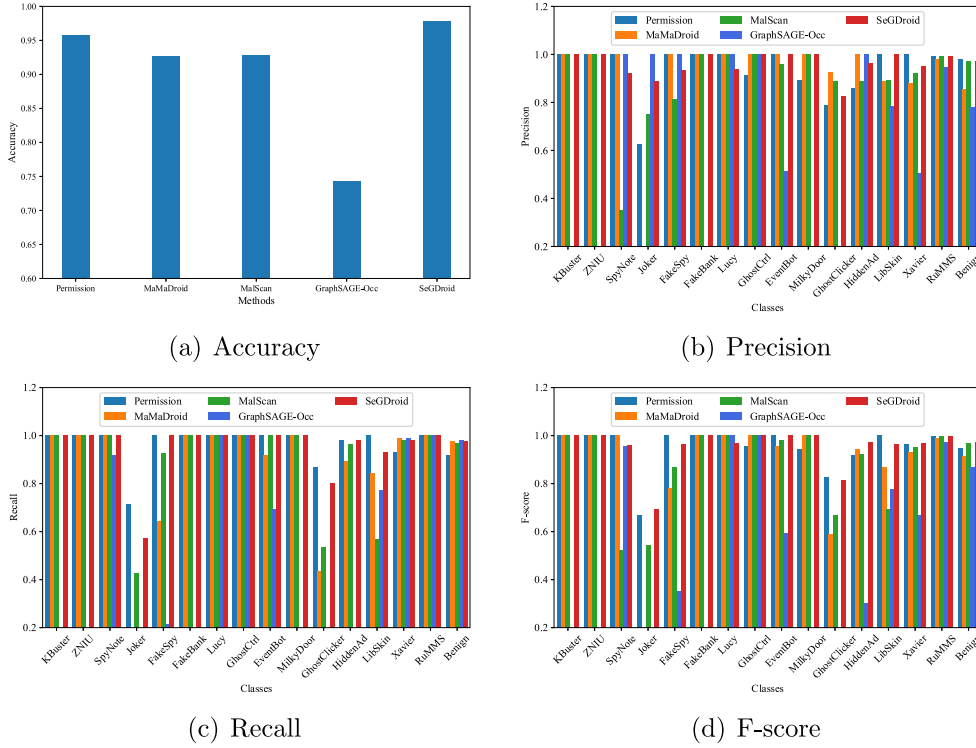 1.00
0.95
0.90
0.85
0.80
0.75
0.70
0.65
0.60
Accuracy
Permission
MaMaDroid
MalScan
GraphSAGE-Occ
SeGDroid
Methods
(a) Accuracy
Permission
MaMaDroid
MalScan
GraphSAGE-Occ
SeGDroid
1.2
1.0
0.8
0.6
0.4
0.2
Precision
KBuster
ZNIU
SpyNote
Joker
FakeSpy
FakeBank
Lucy
GhostCtrl
EventBot
MilkyDoor
GhostClicker
HiddenAd
LibSkin
Xavier
RuMMS
Benign
Classes
(b) Precision
Permission
MaMaDroid
MalScan
GraphSAGE-Occ
SeGDroid
1.2
1.0
0.8
0.6
0.4
0.2
Recall
KBuster
ZNIU
SpyNote
Joker
FakeSpy
FakeBank
Lucy
GhostCtrl
EventBot
MilkyDoor
GhostClicker
HiddenAd
LibSkin
Xavier
RuMMS
Benign
Classes
(c) Recall
Permission
MaMaDroid
MalScan
GraphSAGE-Occ
SeGDroid
1.2
1.0
0.8
0.6
0.4
0.2
F-score
KBuster
ZNIU
SpyNote
Joker
FakeSpy
FakeBank
Lucy
GhostCtrl
EventBot
MilkyDoor
GhostClicker
HiddenAd
LibSkin
Xavier
RuMMS
Benign
Classes
(d) F-score